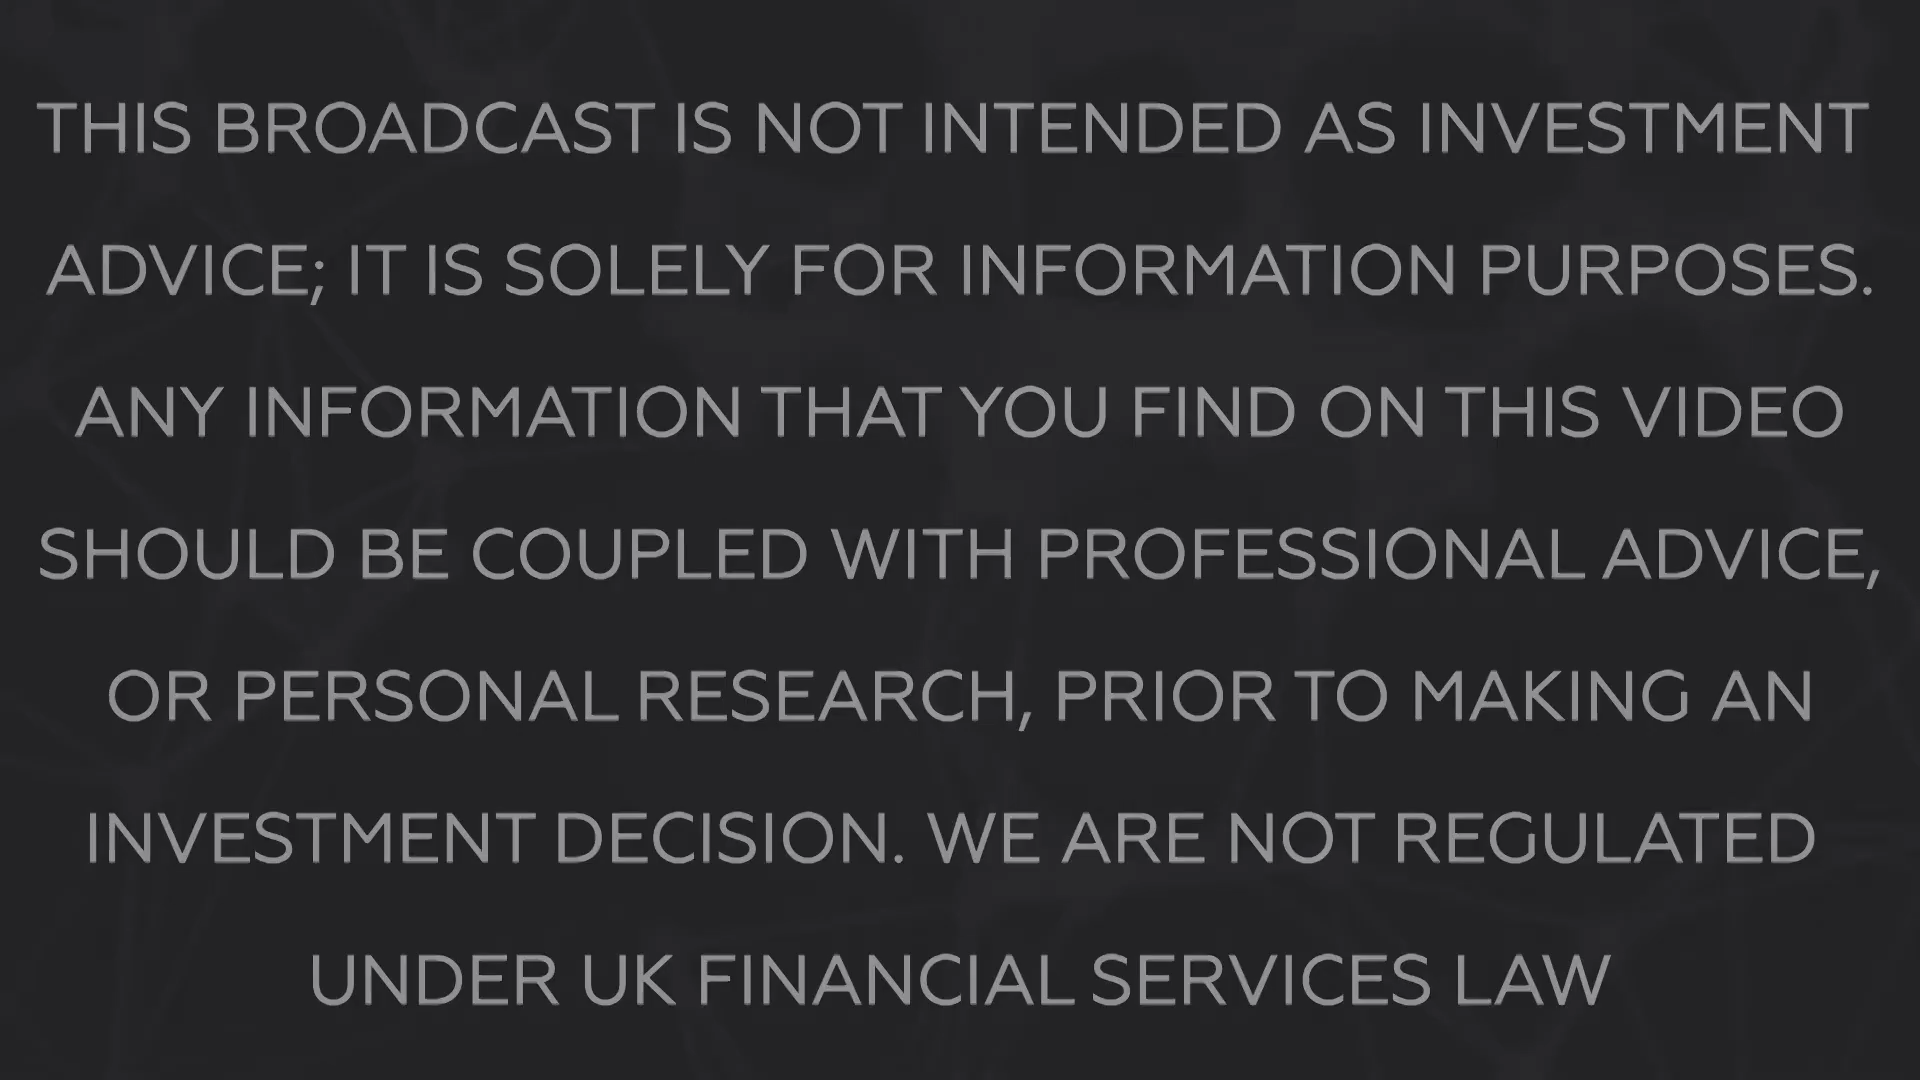 THIS BROADCAST IS NOT INTENDED AS INVESTMENT
ADVICE; IT IS SOLELY FOR INFORMATION PURPOSES.
ANY INFORMATION THAT YOU FIND ON THIS VIDEO
SHOULD BE COUPLED WITH PROFESSIONAL ADVICE,
OR PERSONAL RESEARCH, PRIOR TO MAKING AN
INVESTMENT DECISION. WE ARE NOT REGULATED
UNDER UK FINANCIAL SERVICES LAW